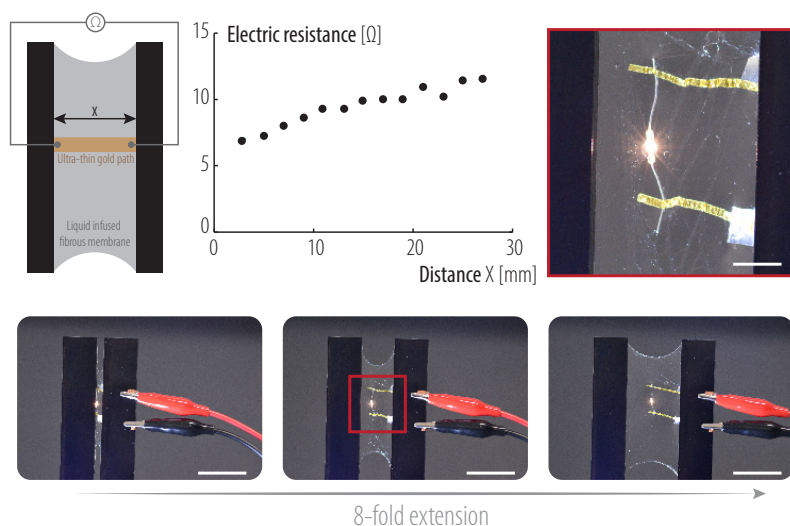 Ω
X
Ultra-thin gold path
Liquid infused
fibrous membrane
Electric resistance [Ω]
15
10
5
0
0
10
20
30
Distance X [mm]
8-fold extension